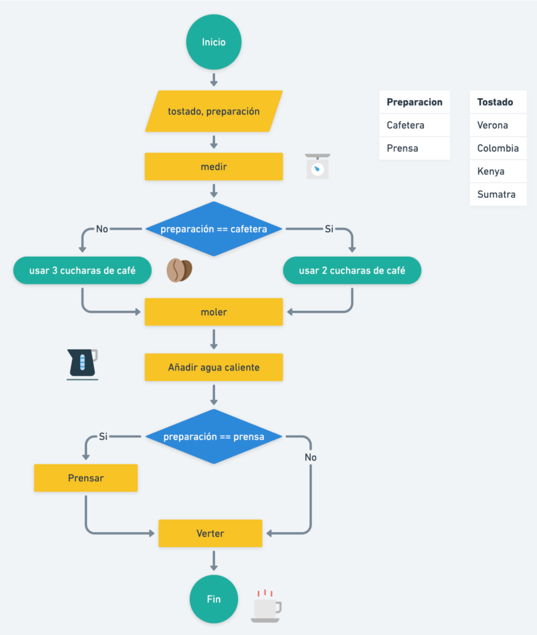 Inicio
tostado, preparación
Preparacion
Cafetera
Prensa
Tostado
Verona
Colombia
Kenya
Sumatra
medir
preparación == cafetera
No
Si
usar 3 cucharas de café
usar 2 cucharas de café
moler
Añadir agua caliente
preparación == prensa
Si
No
Prensar
Verter
Fin